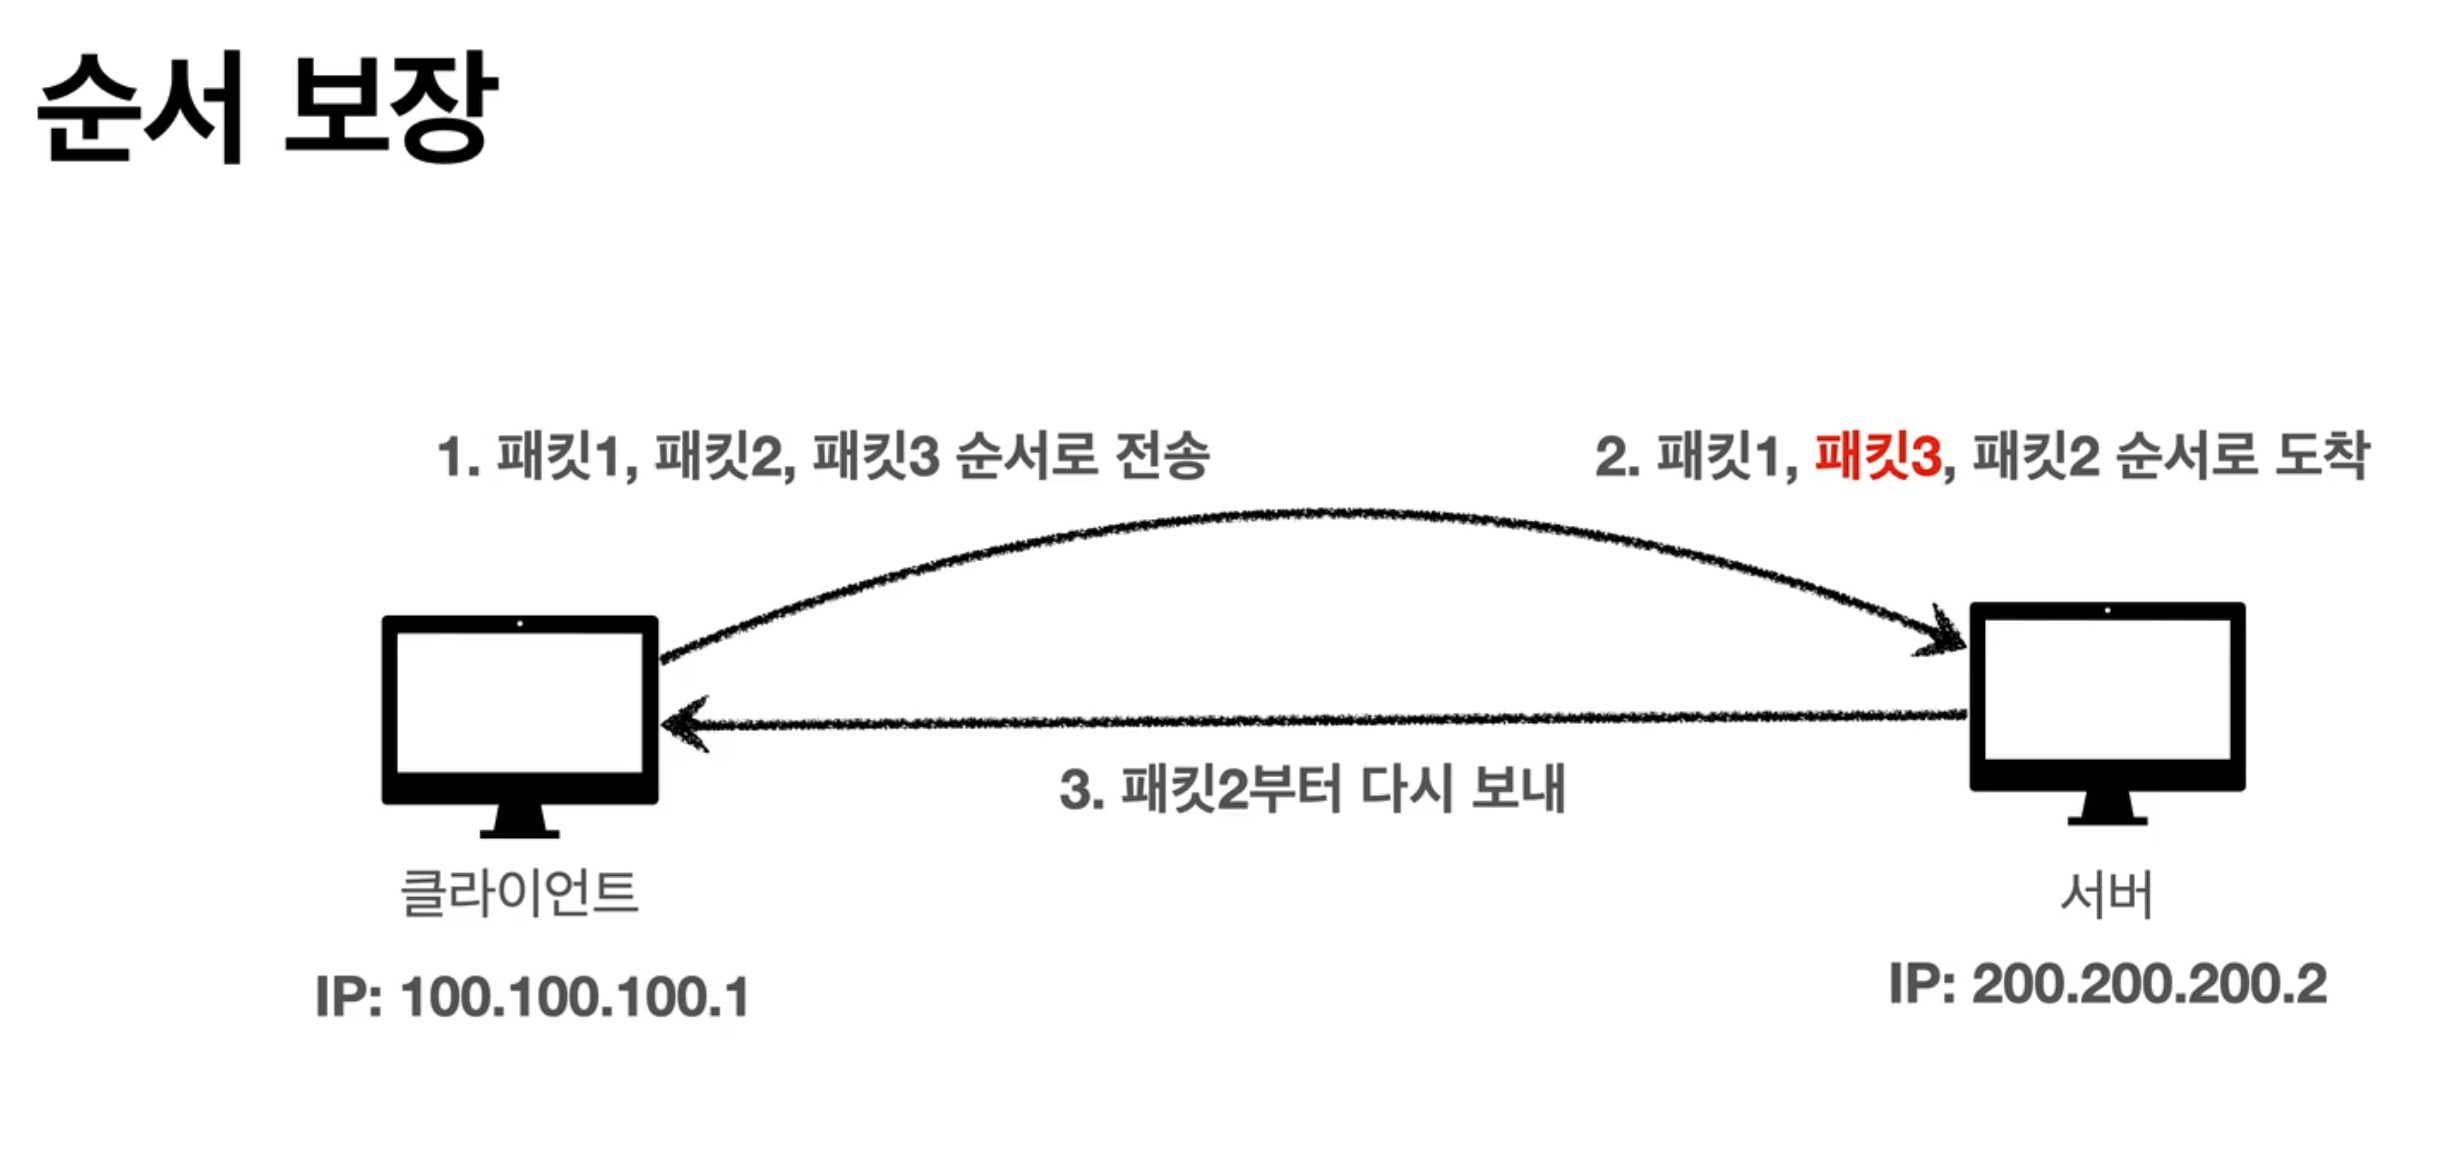 순서 보장
1. 패킷1, 패킷2, 패킷3 순서로 전송
2. 패킷1, 패킷3, 패킷2 순서로 도착
3. 패킷2부터 다시 보내
클라이언트
서버
IP: 100.100.100.1
IP: 200.200.200.2